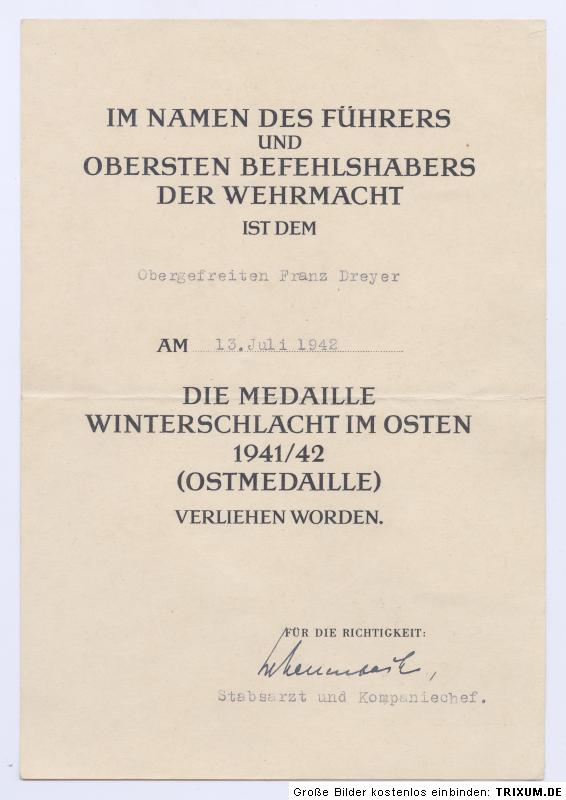 IM NAMEN DES FÜHRERS
UND
OBERSTEN BEFEHLSHABERS
DER WEHRMACHT
IST DEM
Obergefreiten Franz Dreyer
AM 13.Juli 1942
DIE MEDAILLE
WINTERSCHLACHT IM OSTEN
1941/42
(OSTMEDAILLE)
VERLIEHEN WORDEN.
FÜR DIE RICHTIGKEIT:
Stabsarzt und Kompaniechef.
Große Bilder kostenlos einbinden: TRIXUM.DE